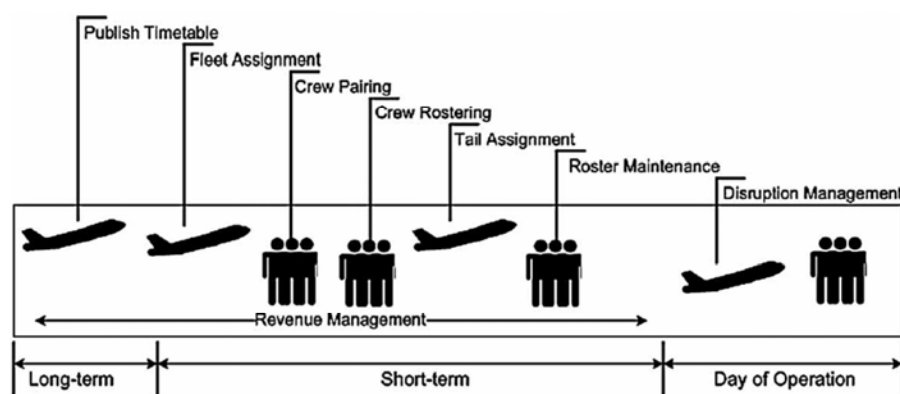 Publish Timetable
Fleet Assignment
Crew Pairing
Crew Rostering
Tail Assignment
Roster Maintenance
Disruption Management
Revenue Management
Long-term
Short-term
Day of Operation